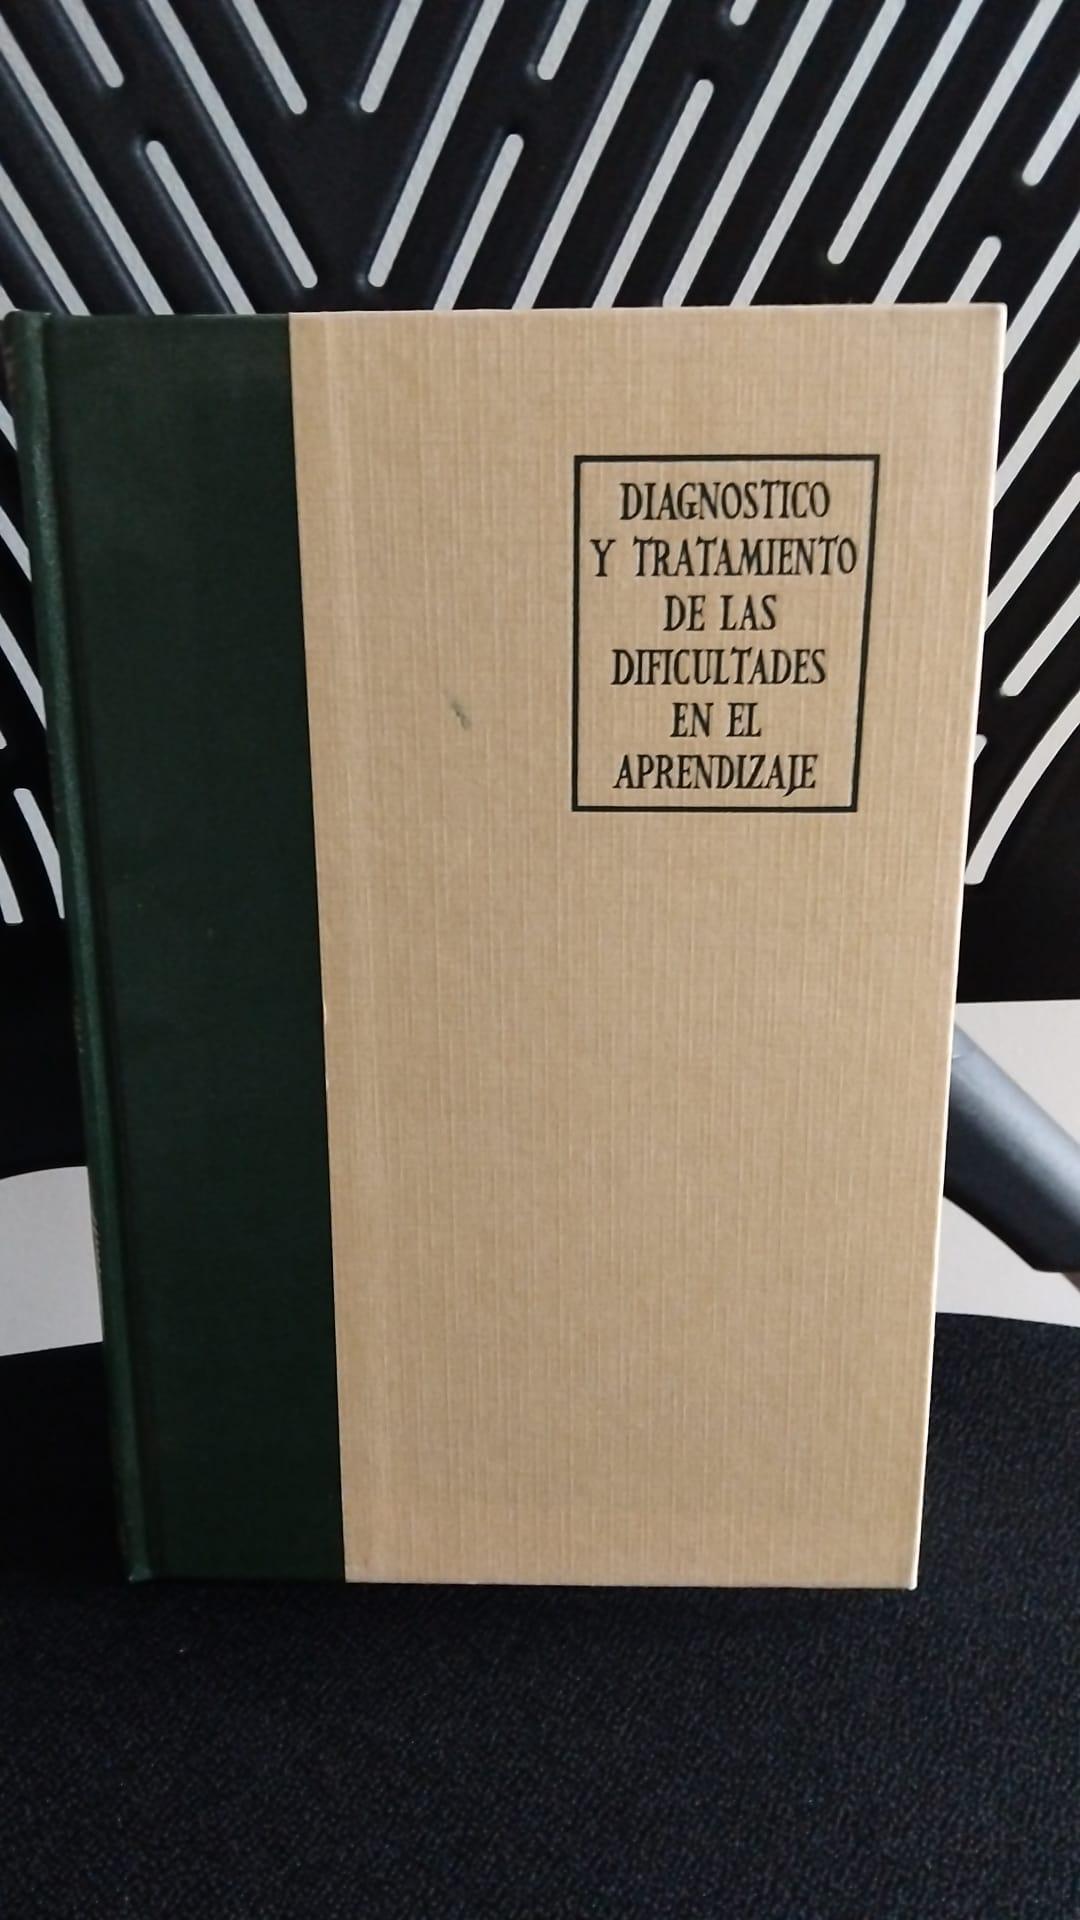 DIAGNOSTICO
Y TRATAMIENTO
DE LAS
DIFICULTADES
EN EL
APRENDIZAJE